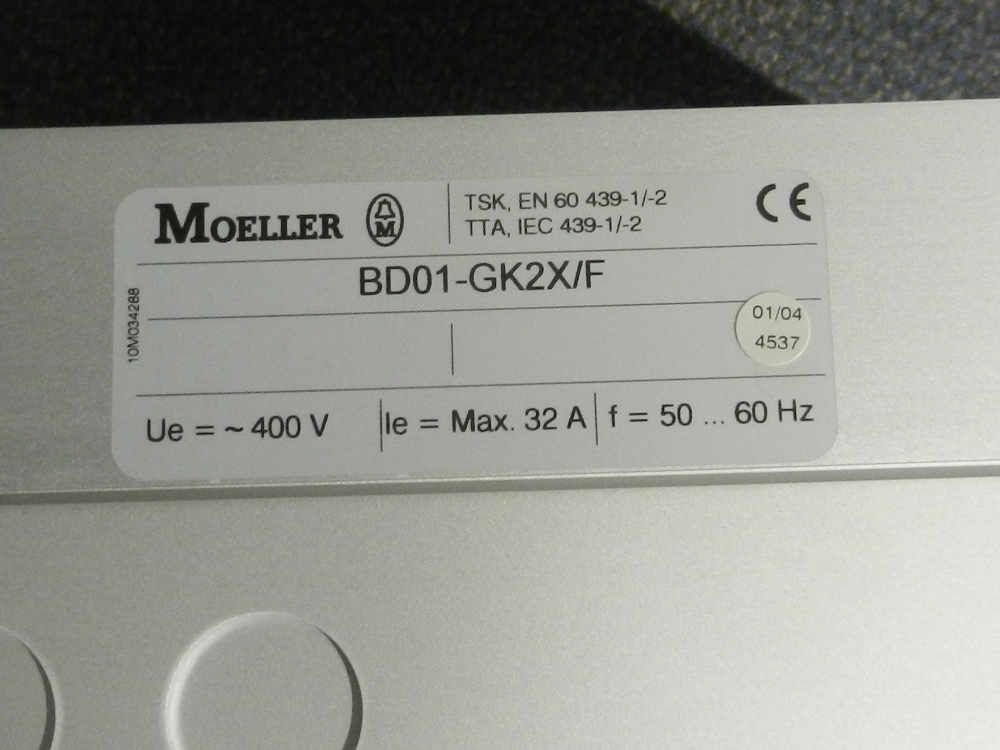 MOELLER M
TSK, EN 60 439-1/-2
TTA, IEC 439-1/-2
CE
BD01-GK2X/F
10M034288
01/04
4537
Ue = ~ 400 V
Ie = Max. 32 A
f = 50 ... 60 Hz